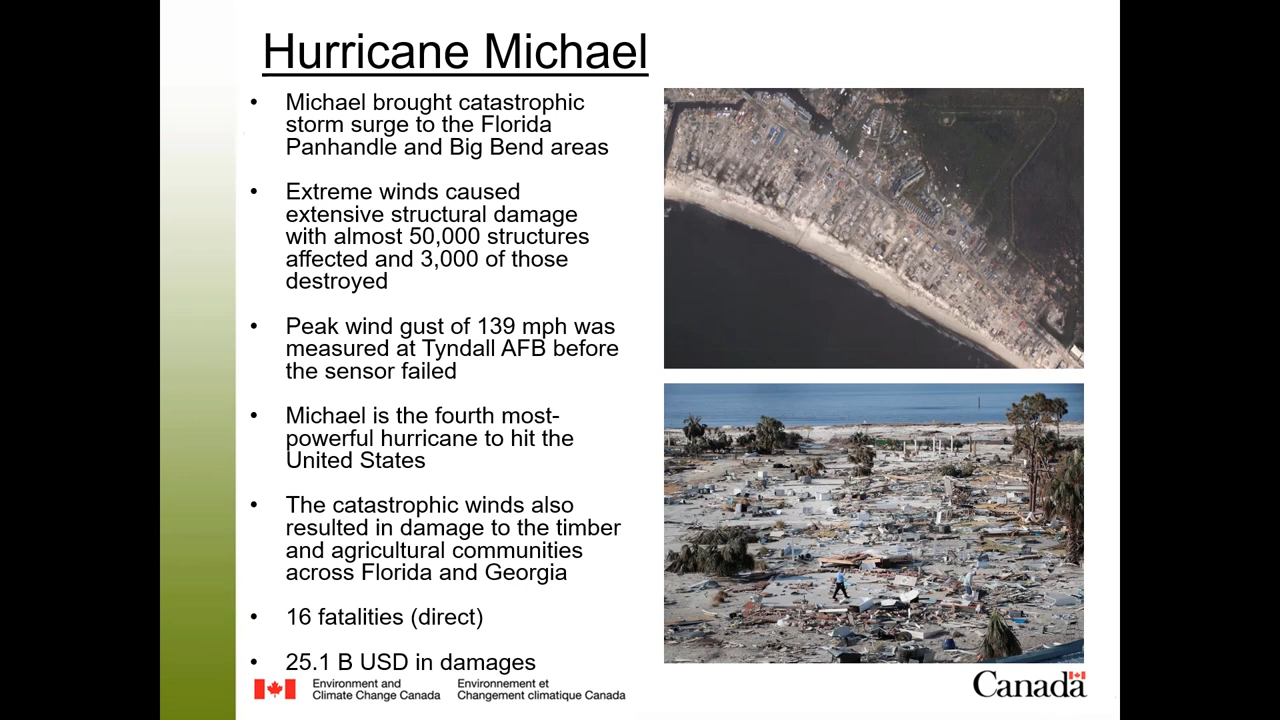 Hurricane Michael
• Michael brought catastrophic
storm surge to the Florida
Panhandle and Big Bend areas
• Extreme winds caused
extensive structural damage
with almost 50,000 structures
affected and 3,000 of those
destroyed
• Peak wind gust of 139 mph was
measured at Tyndall AFB before
the sensor failed
• Michael is the fourth most-
powerful hurricane to hit the
United States
• The catastrophic winds also
resulted in damage to the timber
and agricultural communities
across Florida and Georgia
• 16 fatalities (direct)
• 25.1 B USD in damages
Environment and
Climate Change Canada
Environnement et
Changement climatique Canada
Canada